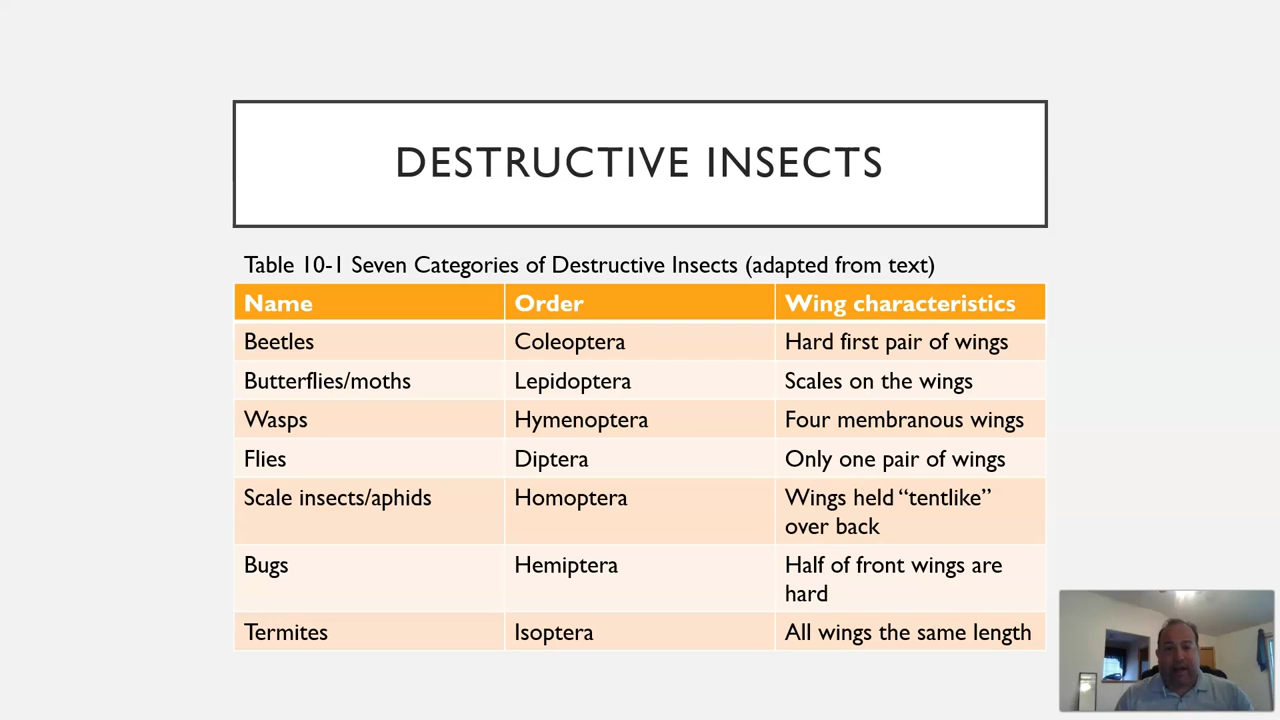 DESTRUCTIVE INSECTS
Table 10-1 Seven Categories of Destructive Insects (adapted from text)
Name Order Wing characteristics
Beetles Coleoptera Hard first pair of wings
Butterflies/moths Lepidoptera Scales on the wings
Wasps Hymenoptera Four membranous wings
Flies Diptera Only one pair of wings
Scale insects/aphids Homoptera Wings held “tentlike”
over back
Bugs Hemiptera Half of front wings are
hard
Termites Isoptera All wings the same length